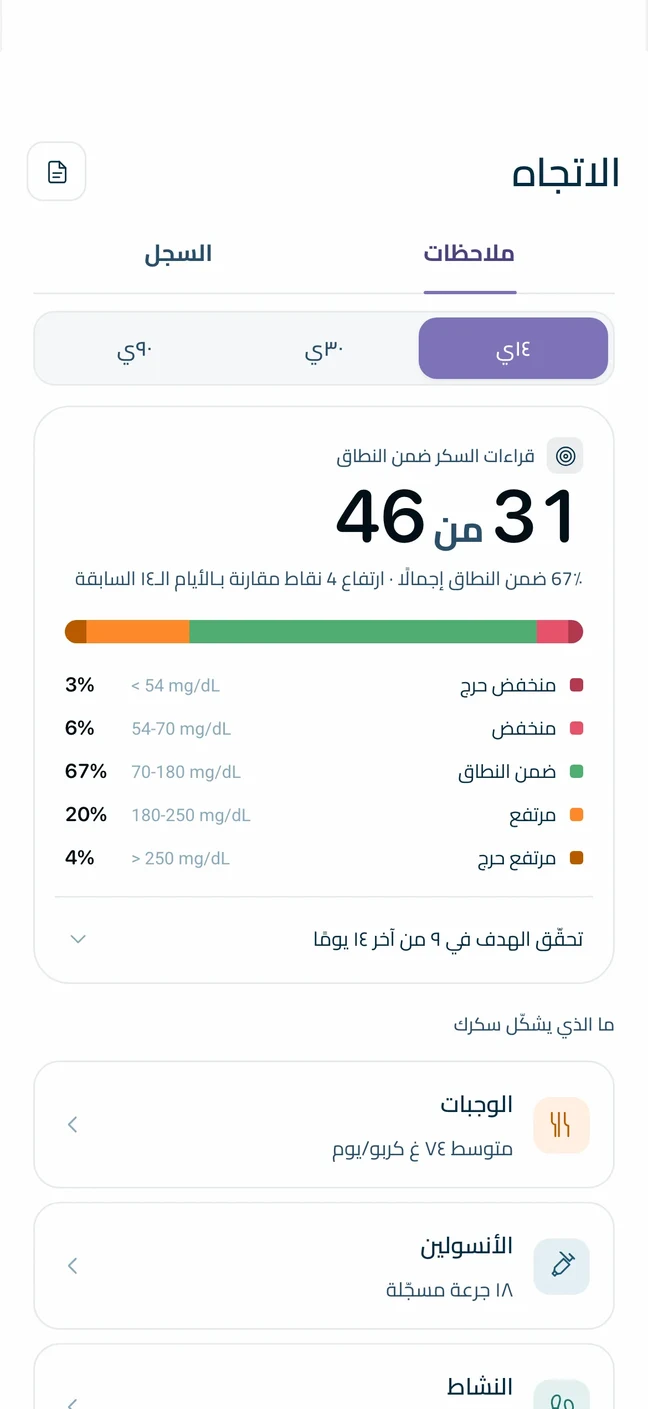 الاتجاه
ملاحظات
السجل
١٤ي
٣٠ي
٩٠ي
قراءات السكر ضمن النطاق
31 من 46
67٪ ضمن النطاق إجمالًا · ارتفاع 4 نقاط مقارنة بـالأيام الـ١٤ السابقة
منخفض حرج < 54 mg/dL 3%
منخفض 54-70 mg/dL 6%
ضمن النطاق 70-180 mg/dL 67%
مرتفع 180-250 mg/dL 20%
مرتفع حرج > 250 mg/dL 4%
تحقّق الهدف في ٩ من آخر ١٤ يومًا
ما الذي يشكّل سكرك
الوجبات
متوسط ٧٤ غ كربو/يوم
الأنسولين
١٨ جرعة مسجّلة
النشاط